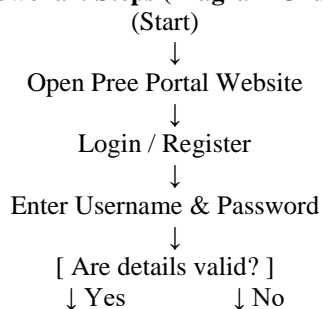 (Start)
↓
Open Pree Portal Website
↓
Login / Register
↓
Enter Username & Password
↓
[ Are details valid? ]
↓ Yes ↓ No